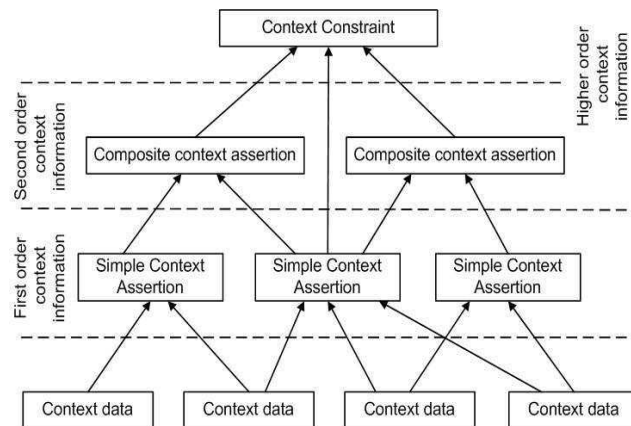 Context Constraint
Higher order
context
information
Second order
context
information
Composite context assertion
Composite context assertion
First order
context
information
Simple Context
Assertion
Simple Context
Assertion
Simple Context
Assertion
Context data
Context data
Context data
Context data